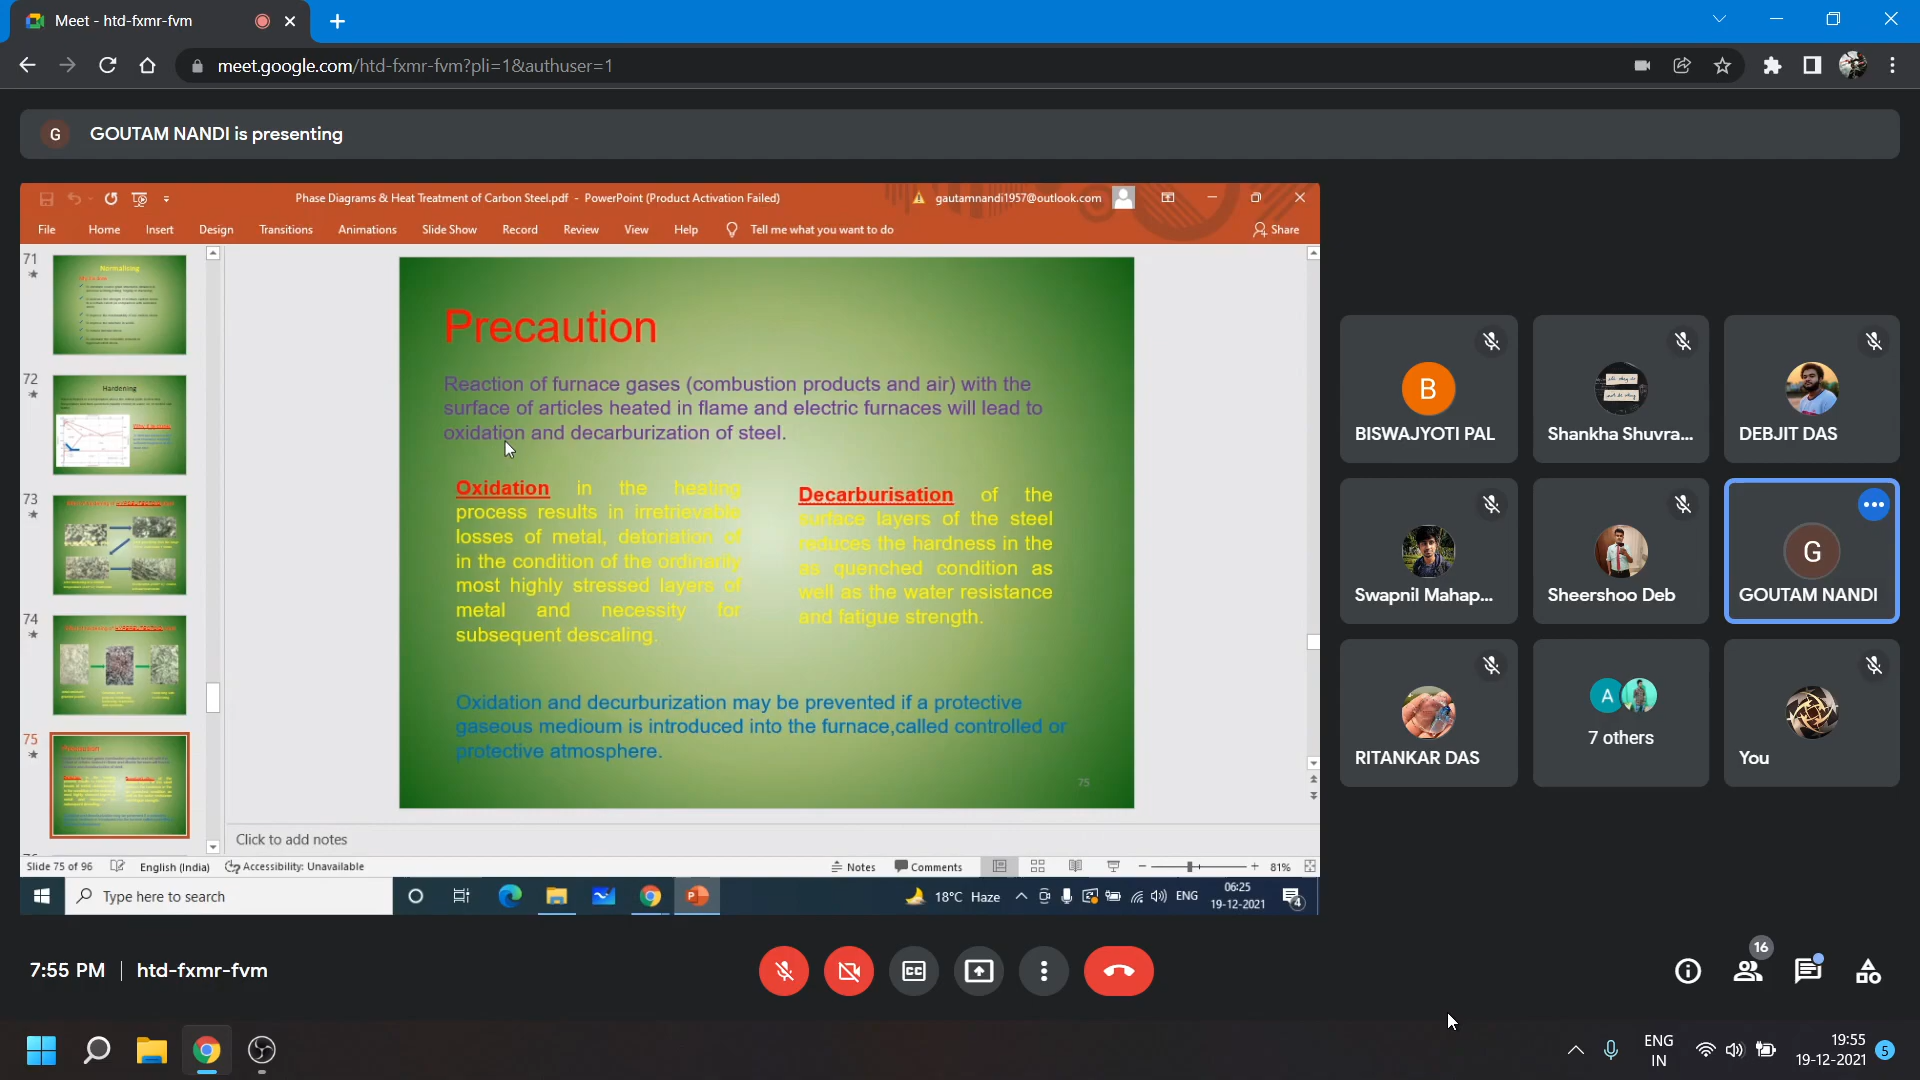 Meet - htd-fxmr-fvm
meet.google.com/htd-fxmr-fvm?pli=1&authuser=1
G GOUTAM NANDI is presenting
Phase Diagrams & Heat Treatment of Carbon Steel.pdf - PowerPoint (Product Activation Failed)
gautamnandi1957@outlook.com
File Home Insert Design Transitions Animations Slide Show Record Review View Help Tell me what you want to do
Share
71
Normalising
72
Hardening
73
74
75
Precaution
Reaction of furnace gases (combustion products and air) with the
surface of articles heated in flame and electric furnaces will lead to
oxidation and decarburization of steel.
Oxidation in the heating
process results in irretrievable
losses of metal, detoriation of
in the condition of the ordinarily
most highly stressed layers of
metal and necessity for
subsequent descaling.
Decarburisation of the
surface layers of the steel
reduces the hardness in the
as quenched condition as
well as the water resistance
and fatigue strength.
Oxidation and decurburization may be prevented if a protective
gaseous medioum is introduced into the furnace,called controlled or
protective atmosphere.
75
Click to add notes
Slide 75 of 96 English (India) Accessibility: Unavailable
Notes Comments 81%
Type here to search
18°C Haze ENG
06:25
19-12-2021
4
B
BISWAJYOTI PAL
Shankha Shuvra...
DEBJIT DAS
Swapnil Mahap...
Sheershoo Deb
G
GOUTAM NANDI
RITANKAR DAS
A
7 others
You
7:55 PM | htd-fxmr-fvm
CC
16
ENG
IN
19:55
19-12-2021
5